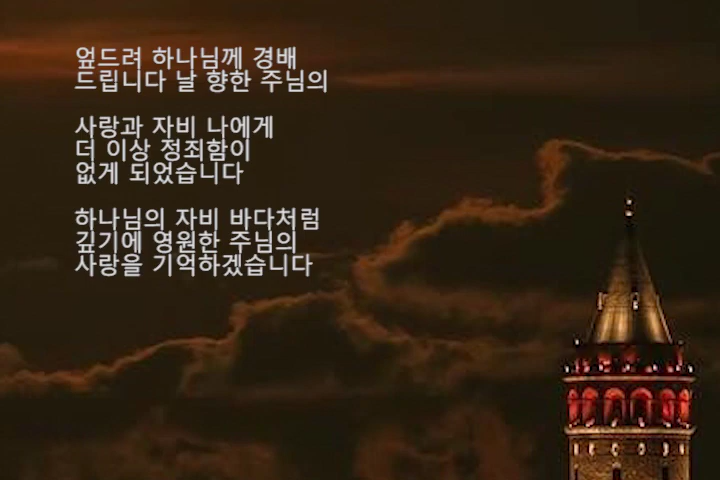 엎드려 하나님께 경배
드립니다 날 향한 주님의
사랑과 자비 나에게
더 이상 정죄함이
없게 되었습니다
하나님의 자비 바다처럼
깊기에 영원한 주님의
사랑을 기억하겠습니다